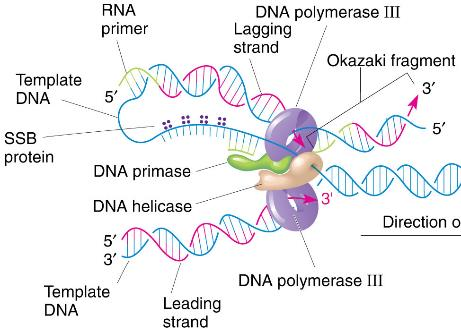 RNA
primer
DNA polymerase III
Lagging
strand
Okazaki fragment
Template
DNA
5′
3′
5′
SSB
protein
DNA primase
DNA helicase
3′
Direction o
5′
3′
DNA polymerase III
Template
DNA
Leading
strand